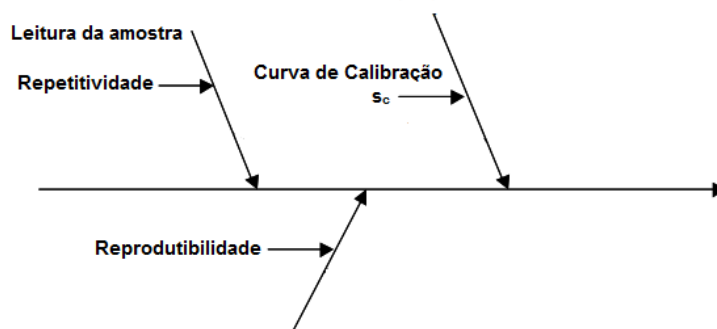 Leitura da amostra
Repetitividade
Curva de Calibração
sc
Reprodutibilidade